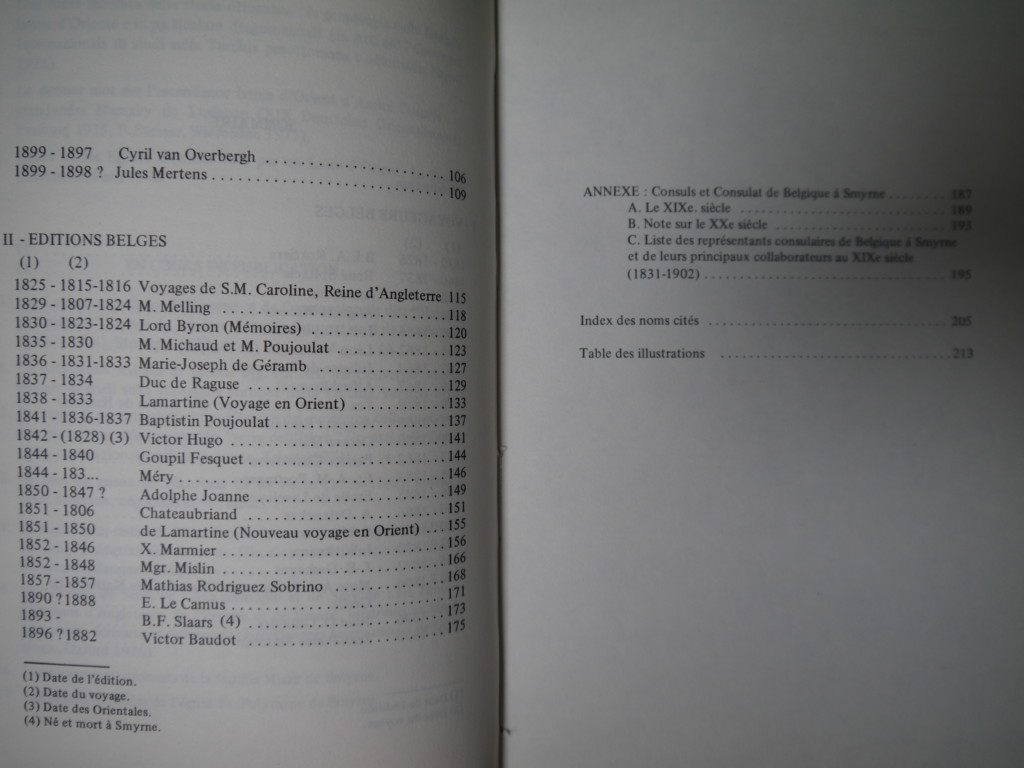 1899 - 1897 Cyril van Overbergh .................... 106
1899 - 1898 ? Jules Mertens .......................... 109
II - EDITIONS BELGES
(1) (2)
1825 - 1815-1816 Voyages de S.M. Caroline, Reine d'Angleterre 115
1829 - 1807-1824 M. Melling .......................... 118
1830 - 1823-1824 Lord Byron (Mémoires) .............. 120
1835 - 1830 M. Michaud et M. Poujoulat ............ 123
1836 - 1831-1833 Marie-Joseph de Géramb ............. 127
1837 - 1834 Duc de Raguse ..................... 129
1838 - 1833 Lamartine (Voyage en Orient) ........... 133
1841 - 1836-1837 Baptistin Poujoulat .................. 137
1842 - (1828) (3) Victor Hugo ........................ 141
1844 - 1840 Goupil Fesquet ..................... 144
1844 - 183... Méry .............................. 146
1850 - 1847 ? Adolphe Joanne .................... 149
1851 - 1806 Chateaubriand ..................... 151
1851 - 1850 de Lamartine (Nouveau voyage en Orient) ... 155
1852 - 1846 X. Marmier ........................ 156
1852 - 1848 Mgr. Mislin ........................ 166
1857 - 1857 Mathias Rodriguez Sobrino ............ 168
1890 ? 1888 E. Le Camus ....................... 171
1893 - B.F. Slaars (4) ..................... 173
1896 ? 1882 Victor Baudot ...................... 175
(1) Date de l'édition.
(2) Date du voyage.
(3) Date des Orientales.
(4) Né et mort à Smyrne.
ANNEXE : Consuls et Consulat de Belgique à Smyrne ........ 187
A. Le XIXe. siècle .......................... 189
B. Note sur le XXe siècle ..................... 193
C. Liste des représentants consulaires de Belgique à Smyrne
et de leurs principaux collaborateurs au XIXe siècle
(1831-1902) ............................... 195
Index des noms cités ............................... 205
Table des illustrations ............................... 213